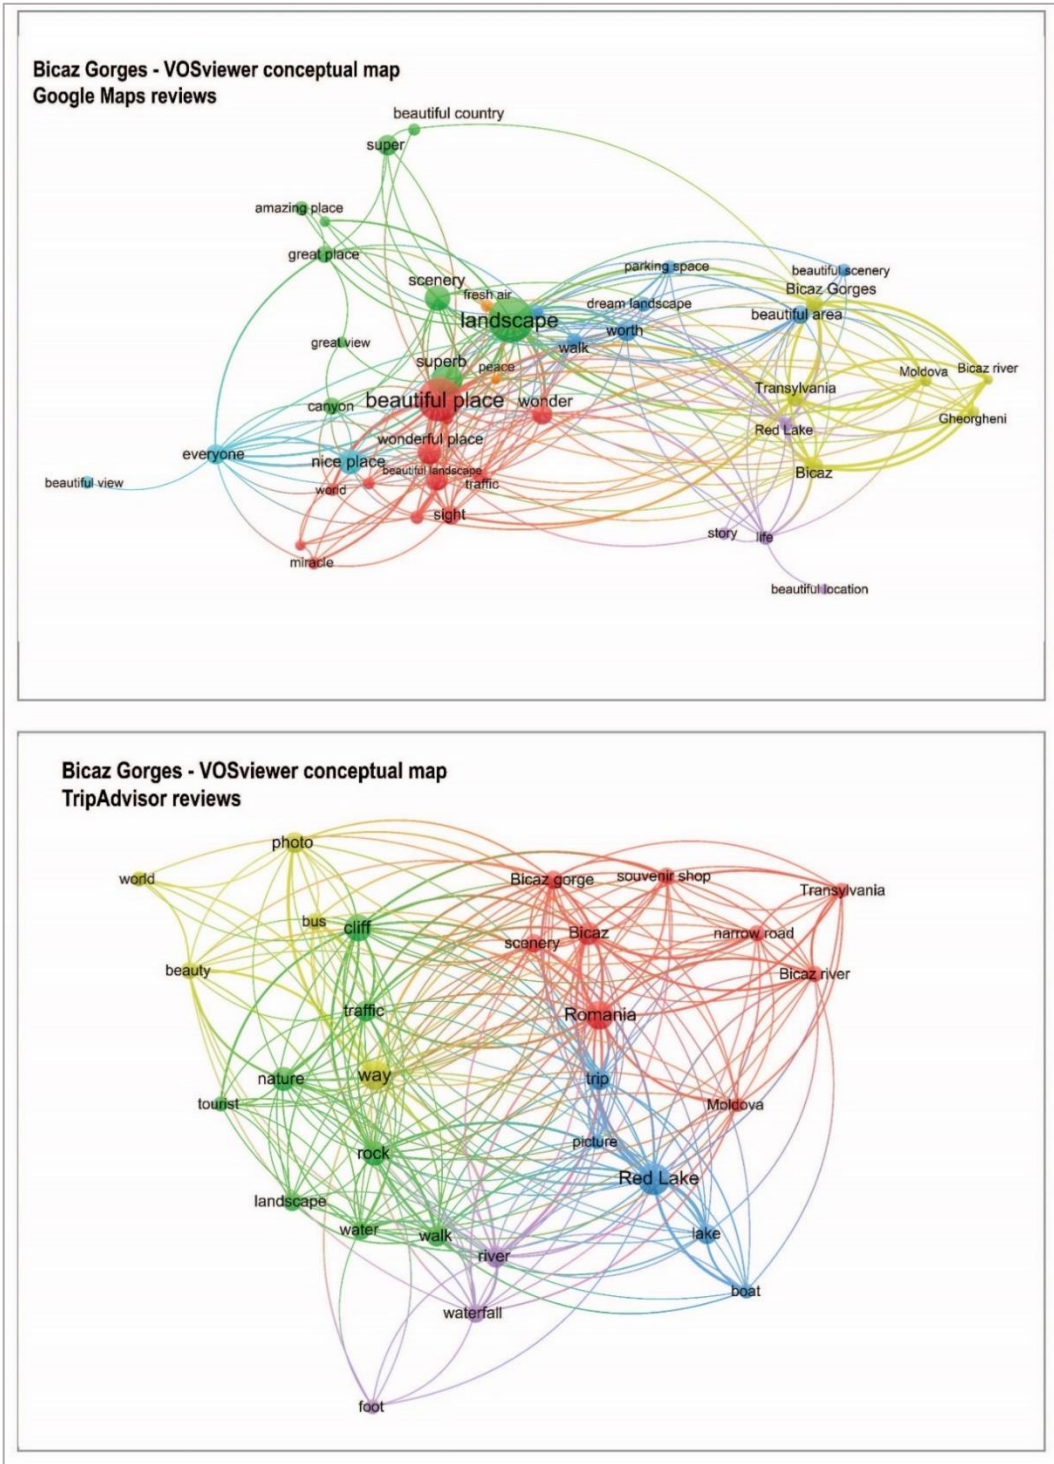 Bicaz Gorges - VOSviewer conceptual map
Google Maps reviews
beautiful country
super
amazing place
great place
scenery
fresh air
landscape
parking space
beautiful scenery
Bicaz Gorges
dream landscape
beautiful area
worth
walk
great view
superb
peace
Moldova
Bicaz river
Transylvania
beautiful place
wonder
canyon
Gheorgheni
Red Lake
wonderful place
everyone
nice place
beautiful landscape
Bicaz
beautiful view
world
traffic
sight
story
life
miracle
beautiful location
Bicaz Gorges - VOSviewer conceptual map
TripAdvisor reviews
photo
world
Bicaz gorge
souvenir shop
Transylvania
bus
cliff
scenery
Bicaz
narrow road
beauty
Bicaz river
traffic
Romania
nature
way
trip
tourist
Moldova
picture
rock
Red Lake
landscape
water
walk
lake
river
boat
waterfall
foot